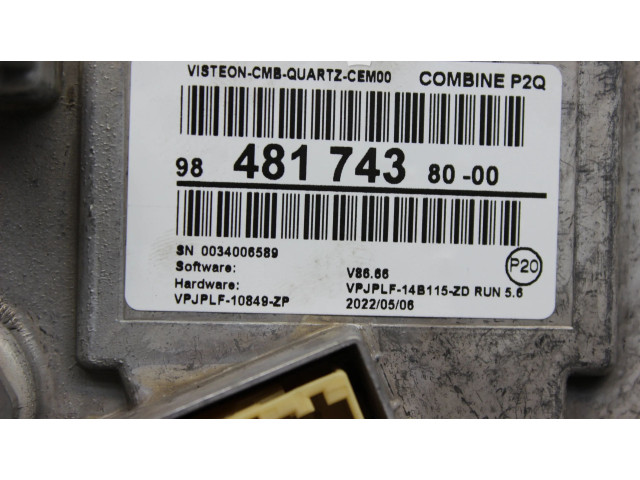 VISTEON-CMB-QUARTZ-CEM00 COMBINE P2Q
98 481 743 80-00
SN 0034006589
Software: V86.66
Hardware: VPJPLF-14B115-ZD RUN 5.6
VPJPLF-10849-ZP 2022/05/06
P20